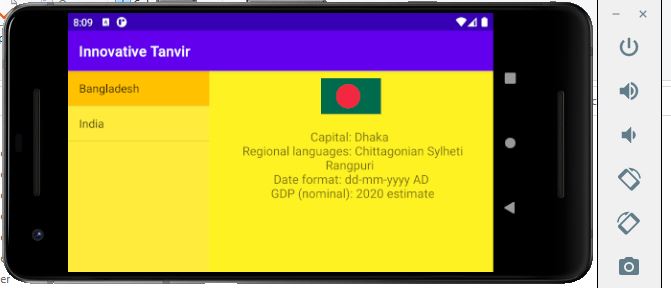 8:09
Innovative Tanvir
Bangladesh
India
Capital: Dhaka
Regional languages: Chittagonian Sylheti
Rangpuri
Date format: dd-mm-yyyy AD
GDP (nominal): 2020 estimate
er